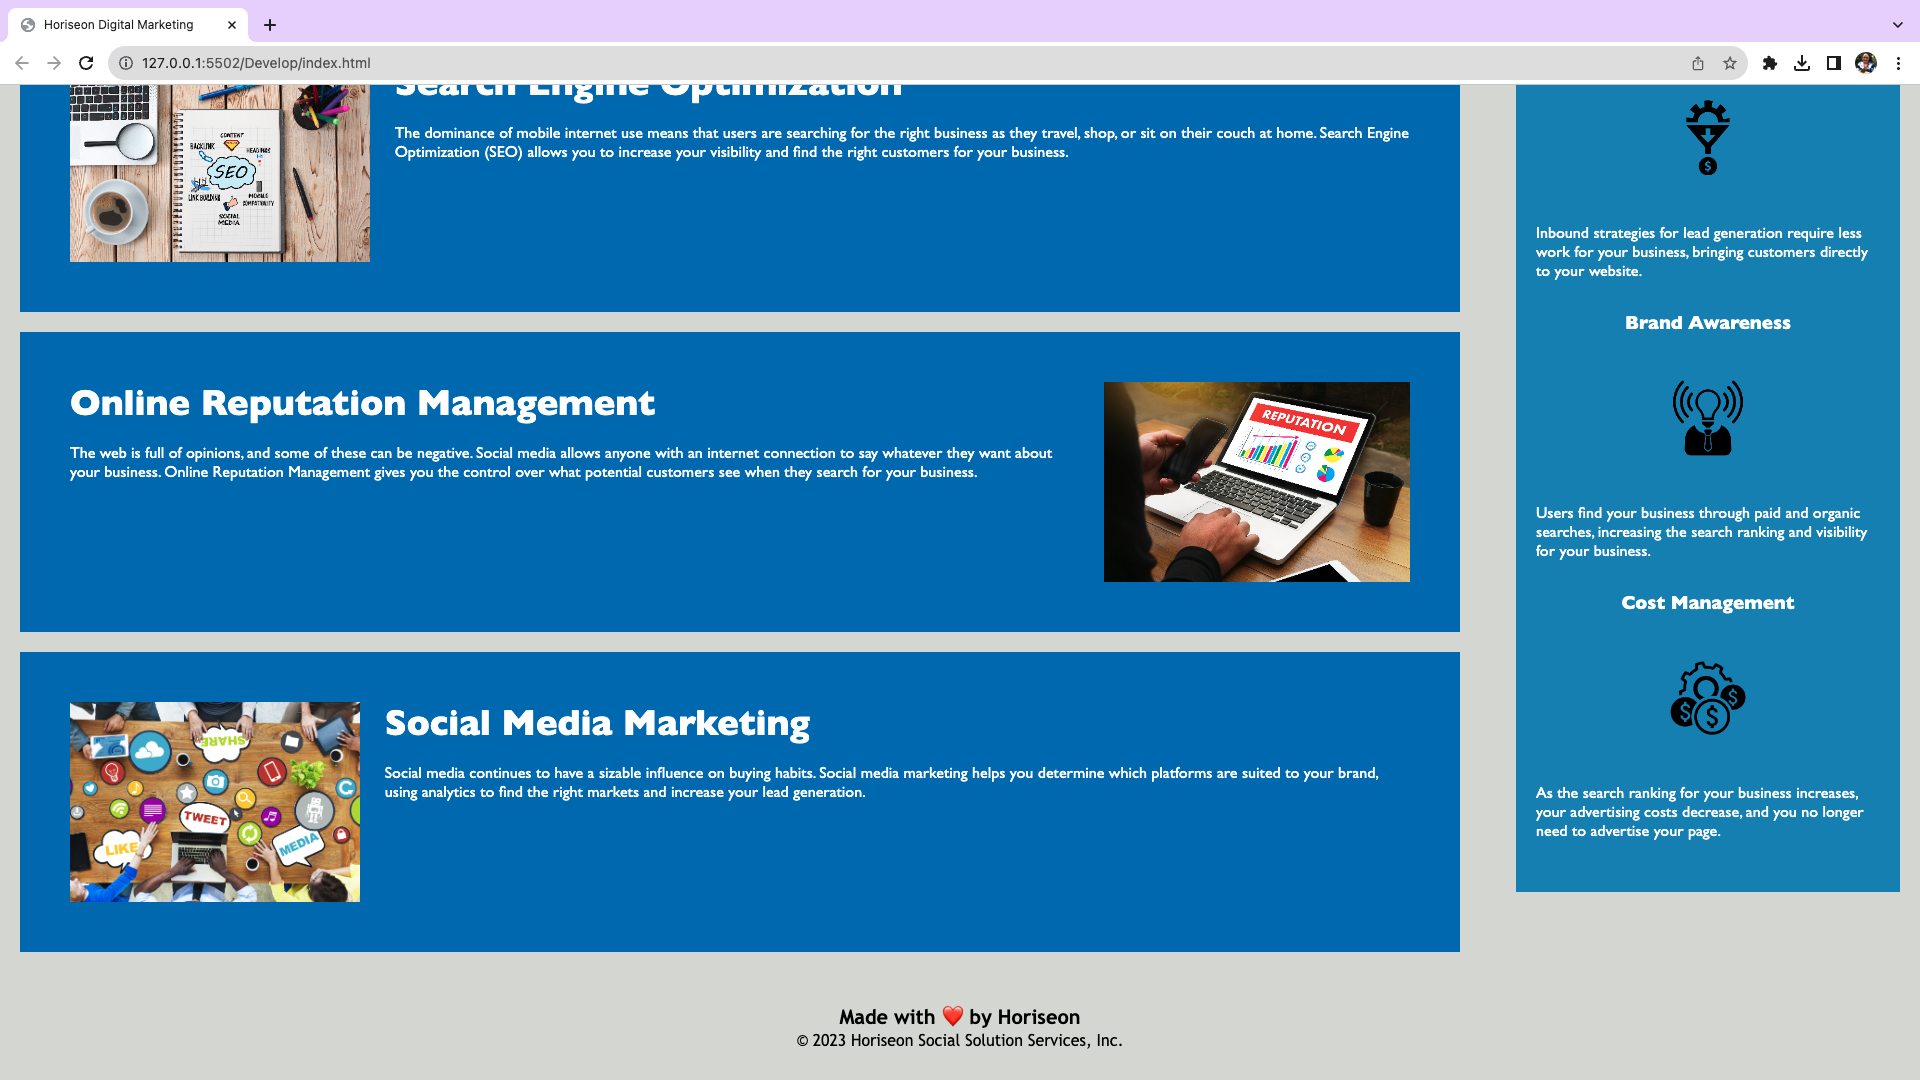 Horiseon Digital Marketing
127.0.0.1:5502/Develop/index.html
Search Engine Optimization
The dominance of mobile internet use means that users are searching for the right business as they travel, shop, or sit on their couch at home. Search Engine
Optimization (SEO) allows you to increase your visibility and find the right customers for your business.
CONTENT
BACKLINK
HEADINGS
SEO
LINK BUILDING
MOBILE
COMPATIBILITY
SOCIAL
MEDIA
Online Reputation Management
The web is full of opinions, and some of these can be negative. Social media allows anyone with an internet connection to say whatever they want about
your business. Online Reputation Management gives you the control over what potential customers see when they search for your business.
REPUTATION
Social Media Marketing
Social media continues to have a sizable influence on buying habits. Social media marketing helps you determine which platforms are suited to your brand,
using analytics to find the right markets and increase your lead generation.
SHARE
TWEET
LIKE
MEDIA
$
Inbound strategies for lead generation require less
work for your business, bringing customers directly
to your website.
Brand Awareness
Users find your business through paid and organic
searches, increasing the search ranking and visibility
for your business.
Cost Management
$ $ $
As the search ranking for your business increases,
your advertising costs decrease, and you no longer
need to advertise your page.
Made with ❤️ by Horiseon
© 2023 Horiseon Social Solution Services, Inc.